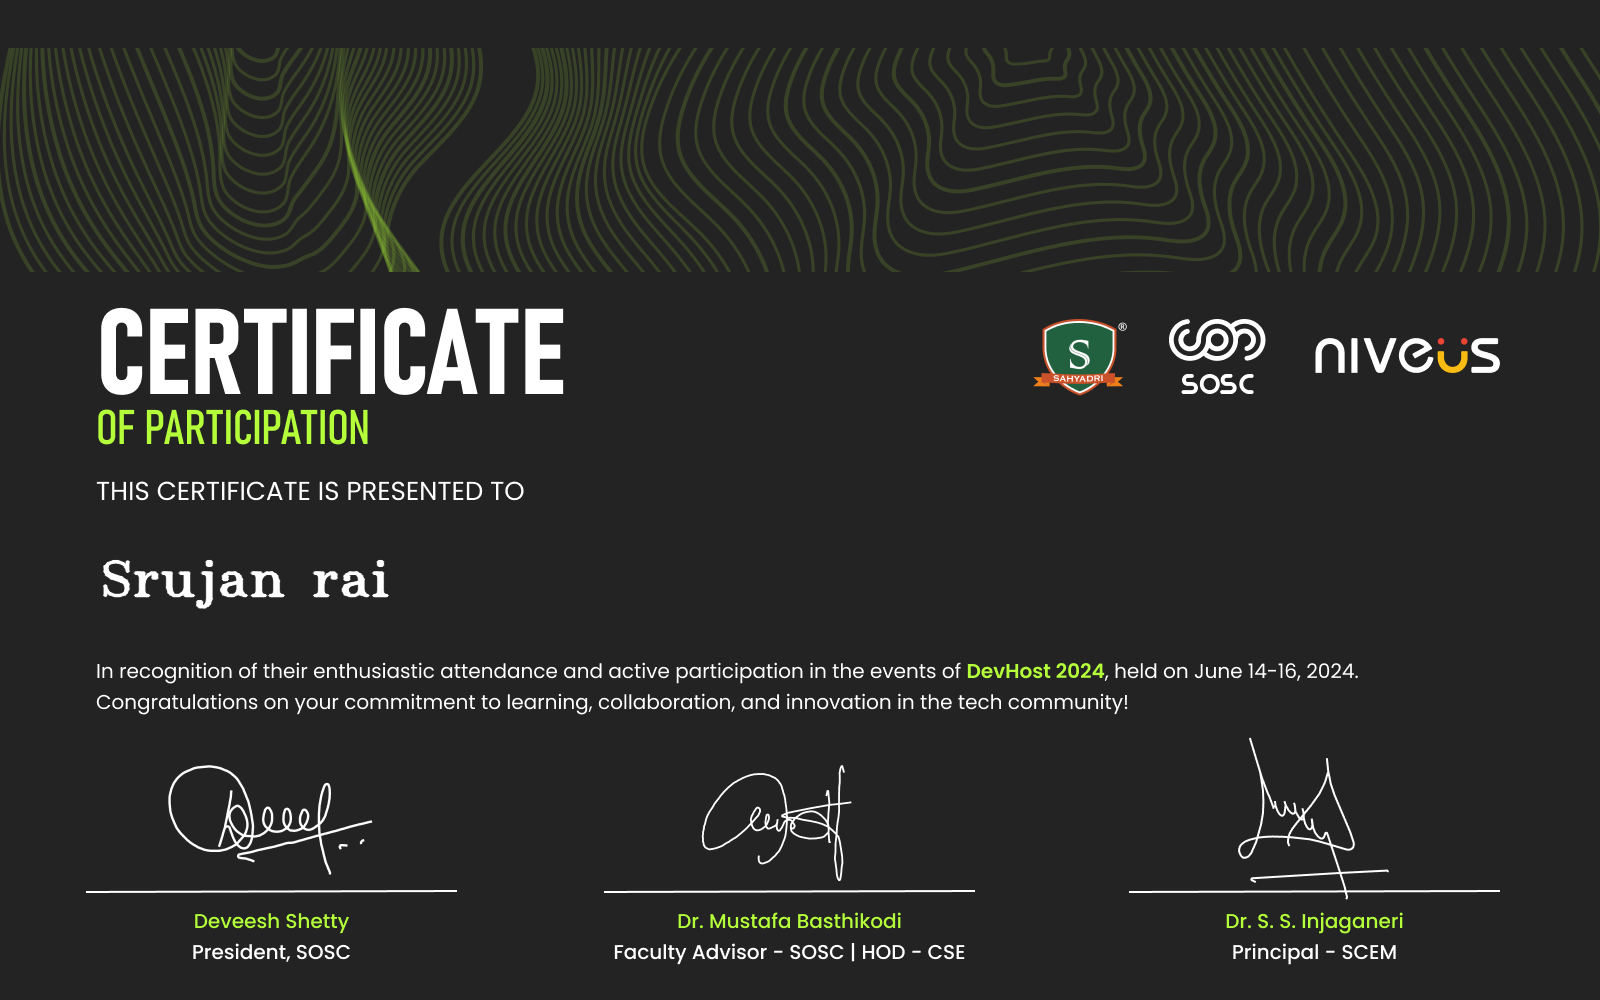 CERTIFICATE
OF PARTICIPATION
S
SAHYADRI
®
SOSC
NIVEÜS
THIS CERTIFICATE IS PRESENTED TO
Srujan rai
In recognition of their enthusiastic attendance and active participation in the events of DevHost 2024, held on June 14-16, 2024.
Congratulations on your commitment to learning, collaboration, and innovation in the tech community!
Deveesh Shetty
President, SOSC
Dr. Mustafa Basthikodi
Faculty Advisor - SOSC | HOD - CSE
Dr. S. S. Injaganeri
Principal - SCEM